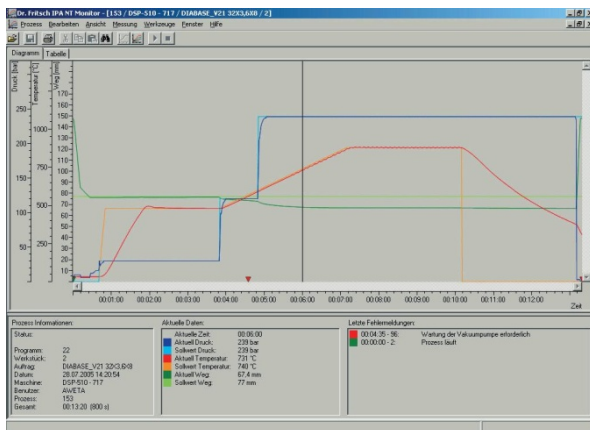 Dr. Fritsch IPA NT Monitor - [153 / DSP-510 - 717 / DIABASE_V21 32X3,6X8 / 2]
Prozess Bearbeiten Ansicht Messung Werkzeuge Fenster Hilfe
Diagramm Tabelle
Druck [bar]
Temperatur [°C]
Weg [mm]
250
200
150
100
50
1000
750
500
250
170
160
150
140
130
120
110
100
90
80
70
60
50
40
30
20
10
00:01:00 00:02:00 00:03:00 00:04:00 00:05:00 00:06:00 00:07:00 00:08:00 00:09:00 00:10:00 00:11:00 00:12:00
Zeit
Prozess Informationen:
Status:
Programm: 22
Werkstück: 2
Auftrag: DIABASE_V21 32X3,6X8
Datum: 28.07.2005 14:20:54
Maschine: DSP-510 - 717
Benutzer: AWETA
Prozess: 153
Gesamt: 00:13:20 (800 s)
Aktuelle Daten:
Aktuelle Zeit: 00:06:00
Aktuell Druck: 239 bar
Sollwert Druck: 239 bar
Aktuell Temperatur: 731 °C
Sollwert Temperatur: 740 °C
Aktuell Weg: 67,4 mm
Sollwert Weg: 77 mm
Letzte Fehlermeldungen:
00:04:35 - 96: Wartung der Vakuumpumpe erforderlich
00:00:00 - 2: Prozess läuft